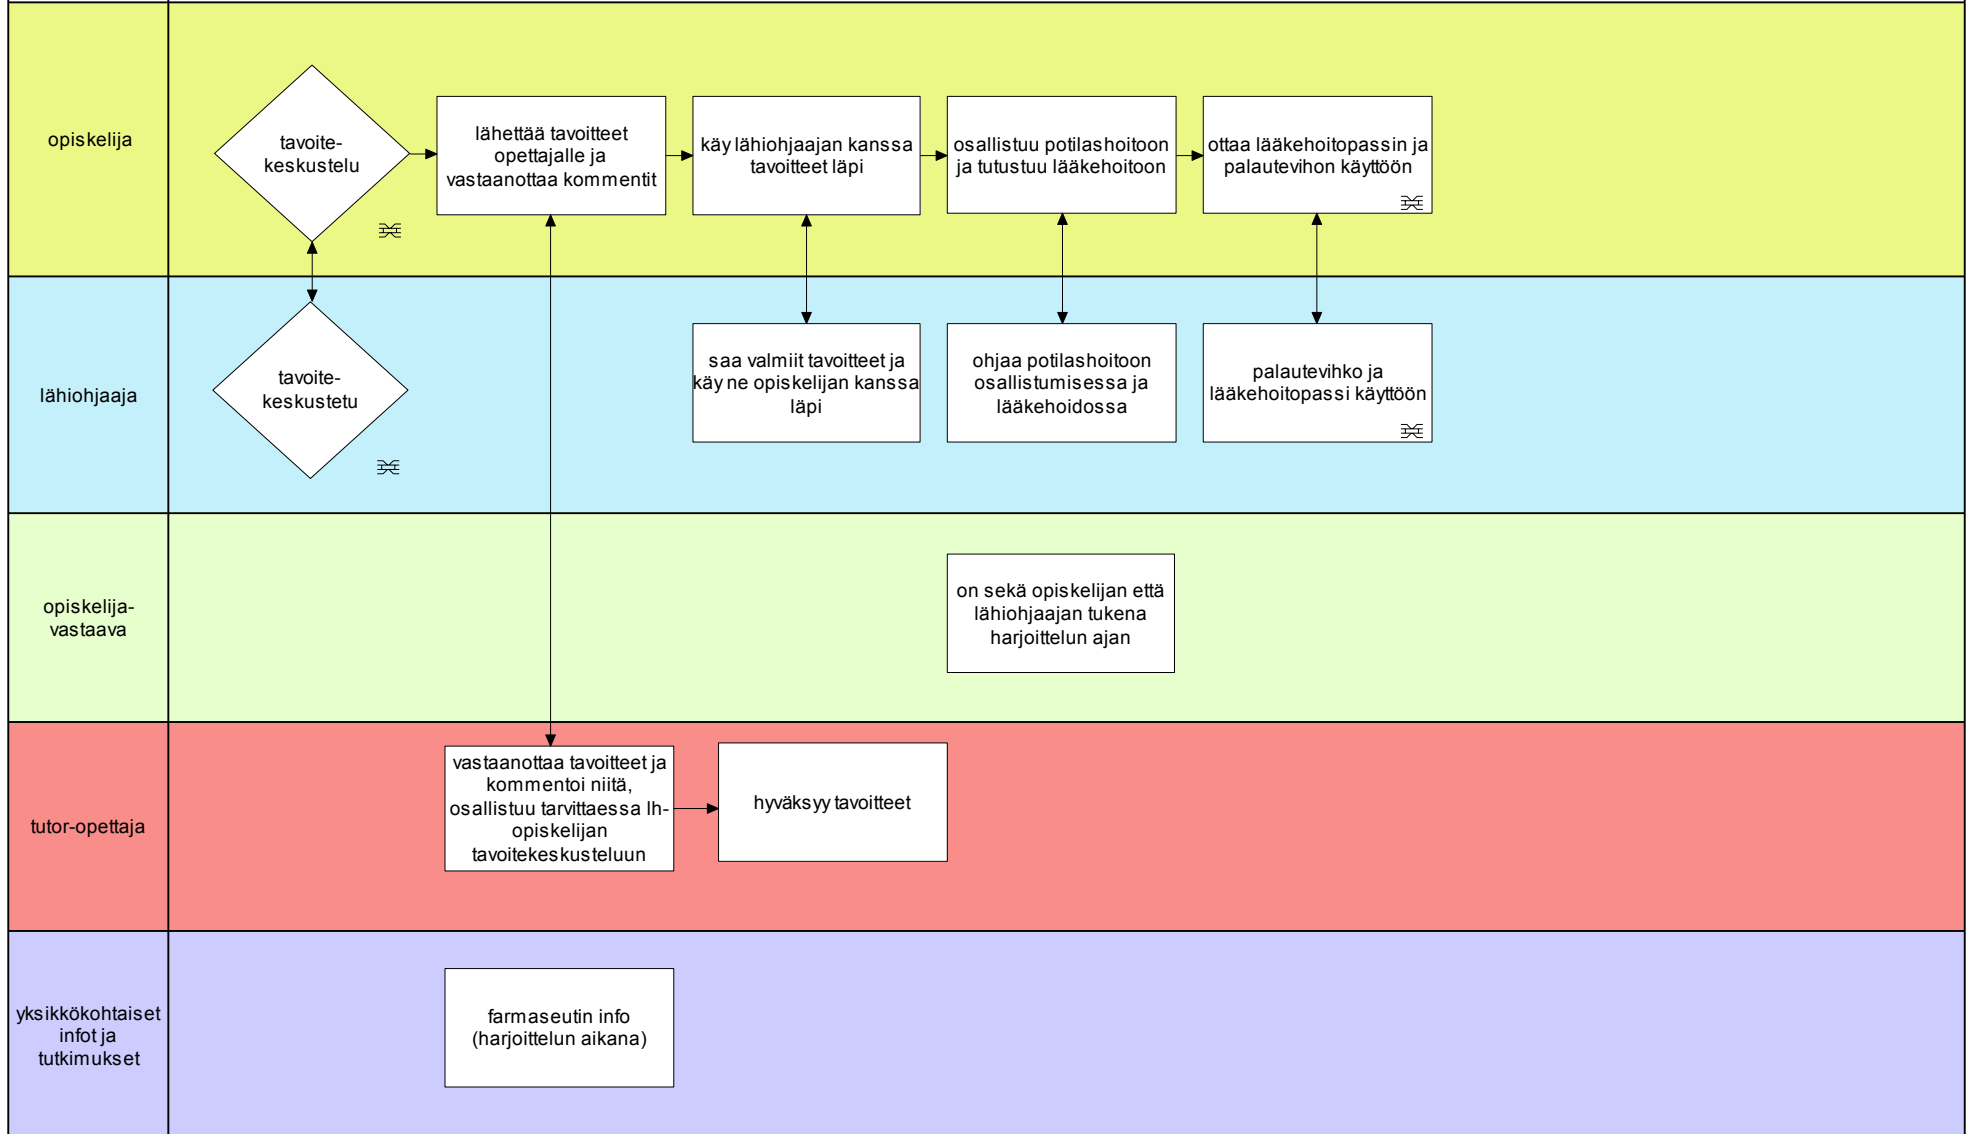 opiskelija
tavoite-
keskustelu
lähettää tavoitteet
opettajalle ja
vastaanottaa kommentit
käy lähiohjaajan kanssa
tavoitteet läpi
osallistuu potilashoitoon
ja tutustuu lääkehoitoon
ottaa lääkehoitopassin ja
palautevihon käyttöön
lähiohjaaja
tavoite-
keskustetu
saa valmiit tavoitteet ja
käy ne opiskelijan kanssa
läpi
ohjaa potilashoitoon
osallistumisessa ja
lääkehoidossa
palautevihko ja
lääkehoitopassi käyttöön
opiskelija-
vastaava
on sekä opiskelijan että
lähiohjaajan tukena
harjoittelun ajan
tutor-opettaja
vastaanottaa tavoitteet ja
kommentoi niitä,
osallistuu tarvittaessa lh-
opiskelijan
tavoitekeskusteluun
hyväksyy tavoitteet
yksikkökohtaiset
infot ja
tutkimukset
farmaseutin info
(harjoittelun aikana)